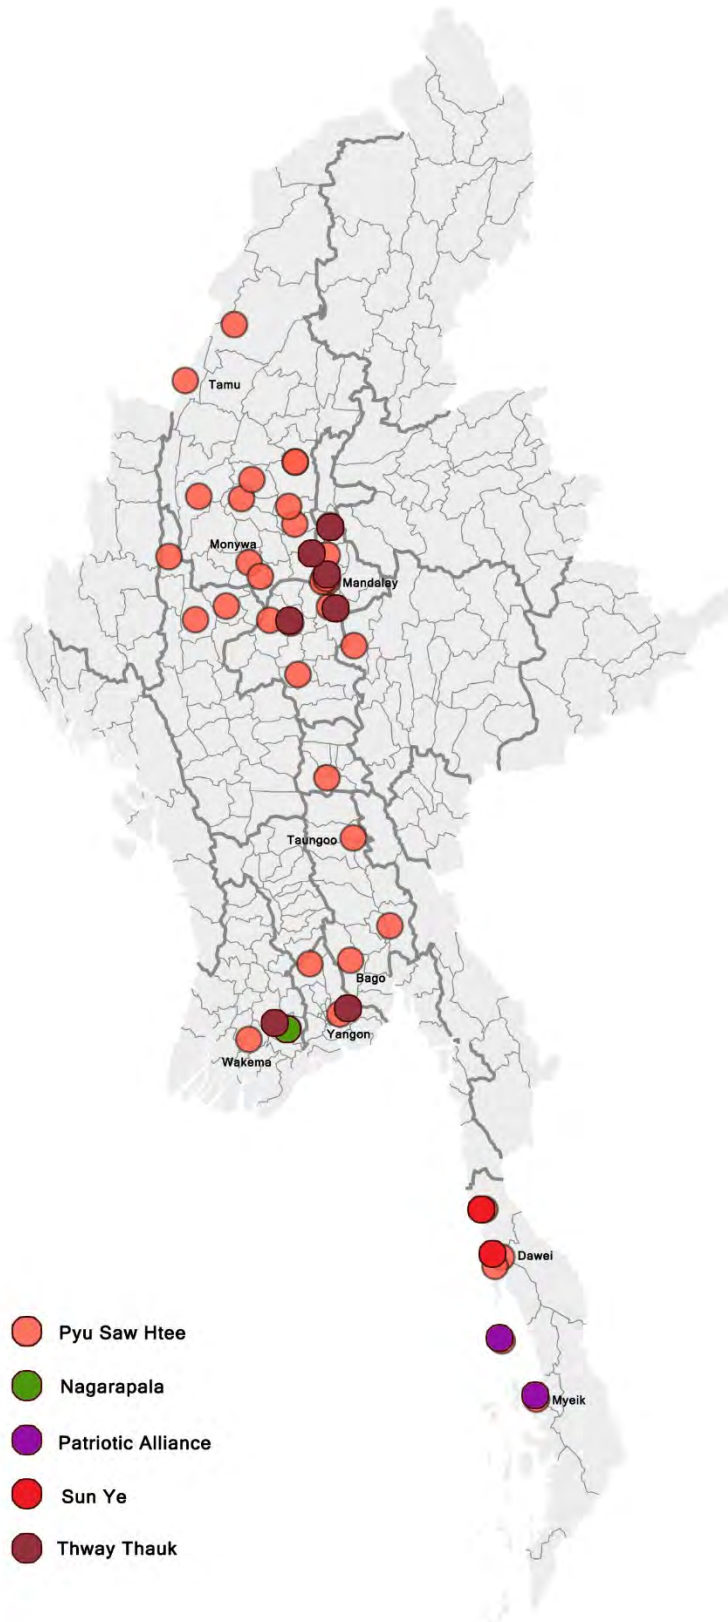 Tamu
Monywa
Mandalay
Taungoo
Bago
Yangon
Wakema
Dawei
Myeik
Pyu Saw Htee
Nagarapala
Patriotic Alliance
Sun Ye
Thway Thauk